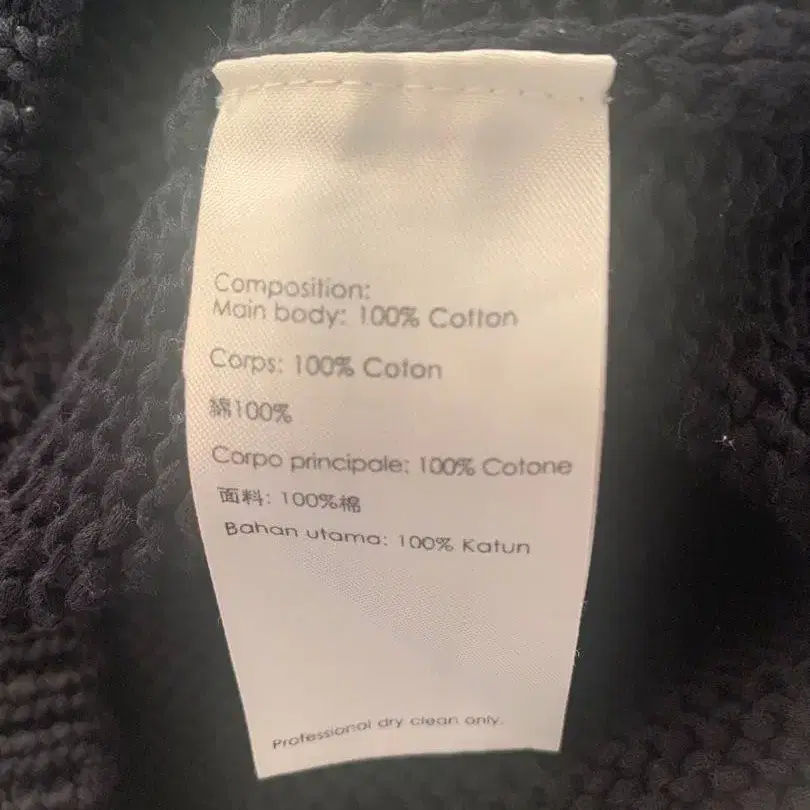 Composition:
Main body: 100% Cotton
Corps: 100% Coton
綿100%
Corpo principale: 100% Cotone
面料: 100%棉
Bahan utama: 100% Katun
Professional dry clean only.